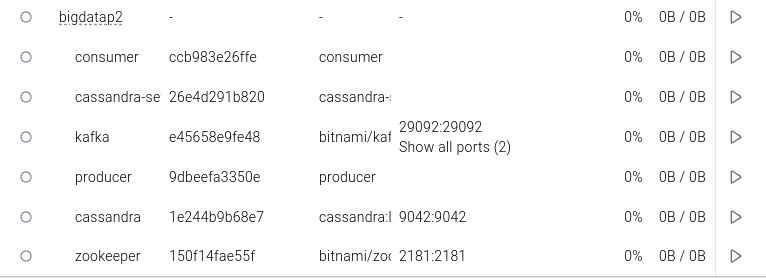 bigdatap2 - - - 0% 0B / 0B
consumer ccb983e26ffe consumer 0% 0B / 0B
cassandra-se 26e4d291b820 cassandra- 0% 0B / 0B
kafka e45658e9fe48 bitnami/kaf 29092:29092 0% 0B / 0B
Show all ports (2)
producer 9dbeefa3350e producer 0% 0B / 0B
cassandra 1e244b9b68e7 cassandra:l 9042:9042 0% 0B / 0B
zookeeper 150f14fae55f bitnami/zoo 2181:2181 0% 0B / 0B